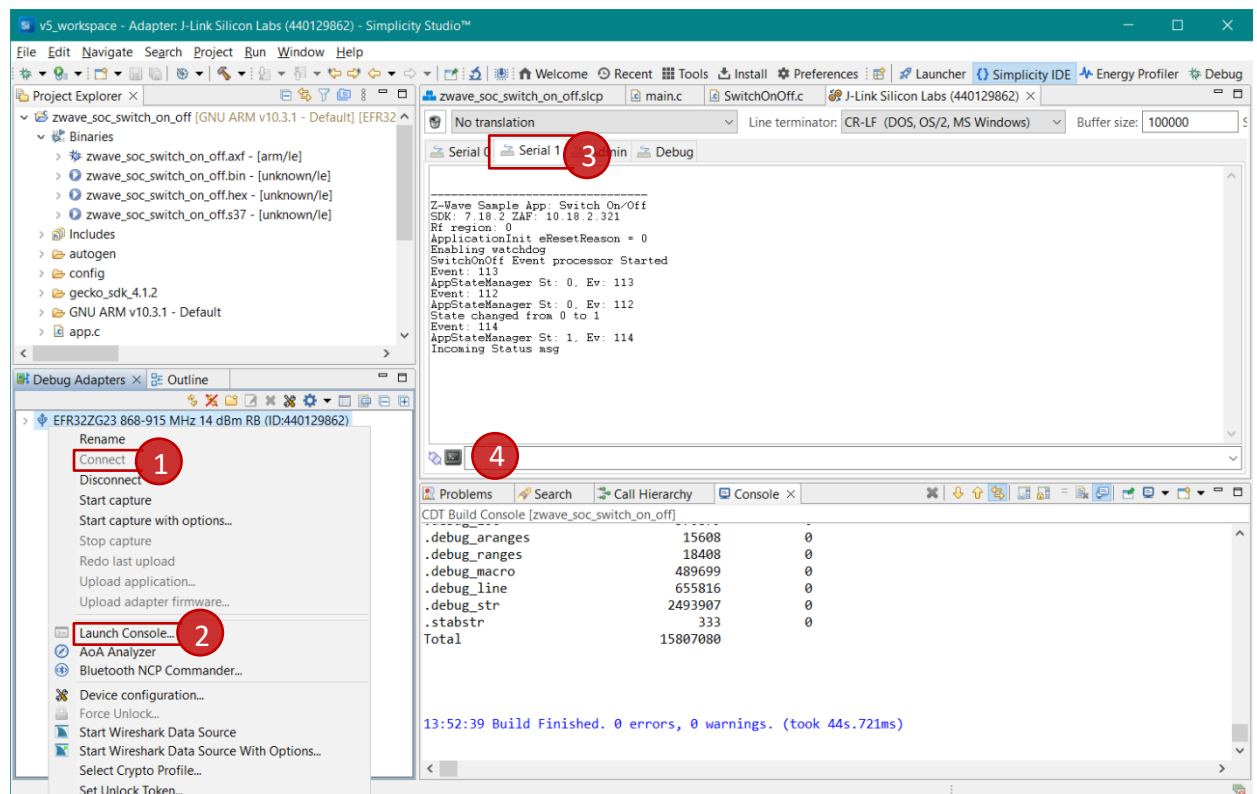 v5_workspace - Adapter: J-Link Silicon Labs (440129862) - Simplicity Studio™
File Edit Navigate Search Project Run Window Help
Welcome Recent Tools Install Preferences Launcher {} Simplicity IDE Energy Profiler Debug
Project Explorer
zwave_soc_switch_on_off [GNU ARM v10.3.1 - Default] [EFR32
Binaries
zwave_soc_switch_on_off.axf - [arm/le]
zwave_soc_switch_on_off.bin - [unknown/le]
zwave_soc_switch_on_off.hex - [unknown/le]
zwave_soc_switch_on_off.s37 - [unknown/le]
Includes
autogen
config
gecko_sdk_4.1.2
GNU ARM v10.3.1 - Default
app.c
Debug Adapters Outline
EFR32ZG23 868-915 MHz 14 dBm RB (ID:440129862)
Rename
Connect
1
Disconnect
Start capture
Start capture with options...
Stop capture
Redo last upload
Upload application...
Upload adapter firmware...
Launch Console...
2
AoA Analyzer
Bluetooth NCP Commander...
Device configuration...
Force Unlock...
Start Wireshark Data Source
Start Wireshark Data Source With Options...
Select Crypto Profile...
Set Unlock Token...
zwave_soc_switch_on_off.slcp main.c SwitchOnOff.c J-Link Silicon Labs (440129862)
No translation Line terminator: CR-LF (DOS, OS/2, MS Windows) Buffer size: 100000
Serial Serial 1 3 min Debug
--------------------------------
Z-Wave Sample App: Switch On/Off
SDK: 7.18.2 ZAF: 10.18.2.321
Rf region: 0
ApplicationInit eResetReason = 0
Enabling watchdog
SwitchOnOff Event processor Started
Event: 113
AppStateManager St: 0, Ev: 113
Event: 112
AppStateManager St: 0, Ev: 112
State changed from 0 to 1
Event: 114
AppStateManager St: 1, Ev: 114
Incoming Status msg
4
Problems Search Call Hierarchy Console
CDT Build Console [zwave_soc_switch_on_off]
.debug_aranges 15608 0
.debug_ranges 18408 0
.debug_macro 489699 0
.debug_line 655816 0
.debug_str 2493907 0
.stabstr 333 0
Total 15807080
13:52:39 Build Finished. 0 errors, 0 warnings. (took 44s.721ms)